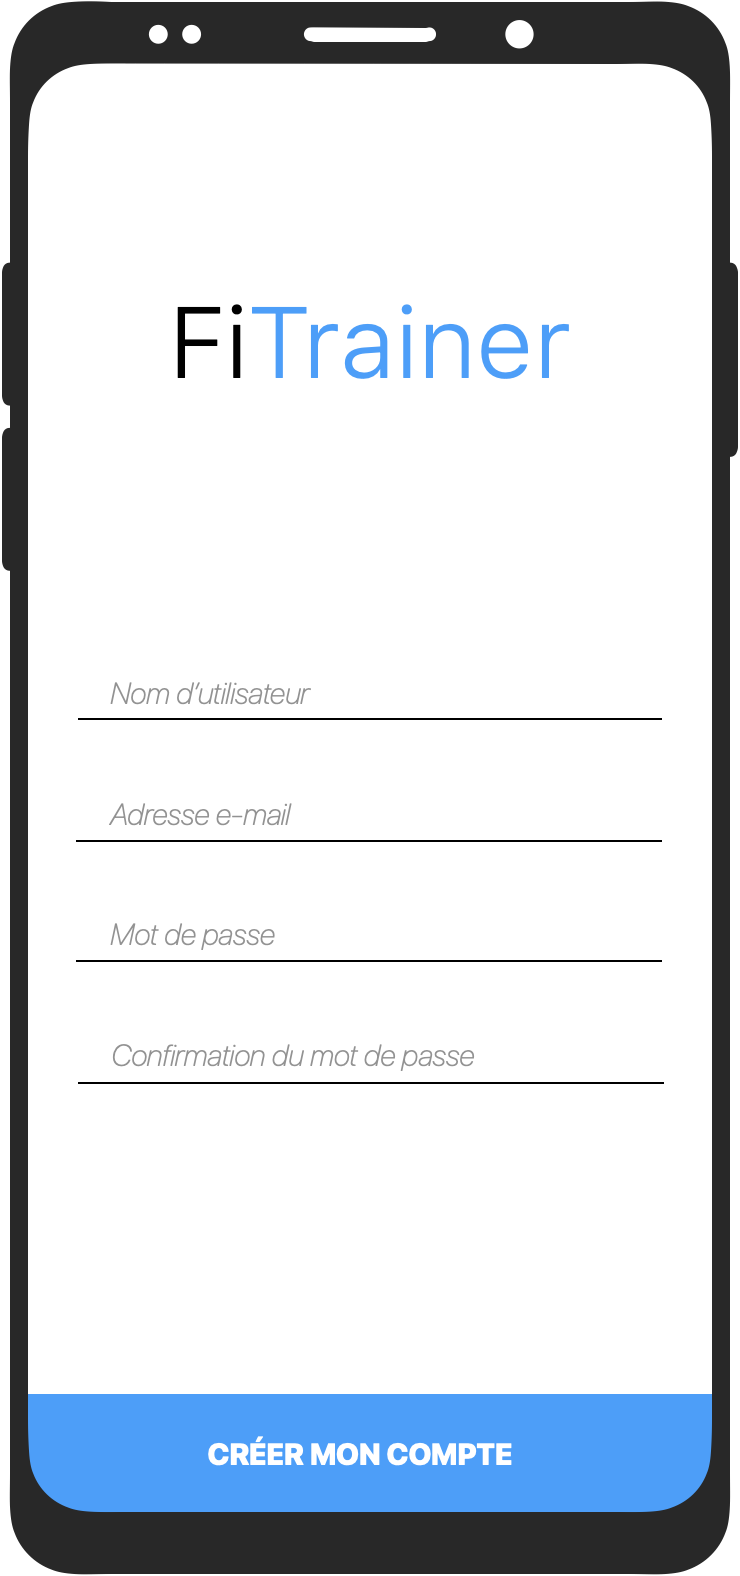 FiTrainer
Nom d’utilisateur
Adresse e-mail
Mot de passe
Confirmation du mot de passe
CRÉER MON COMPTE